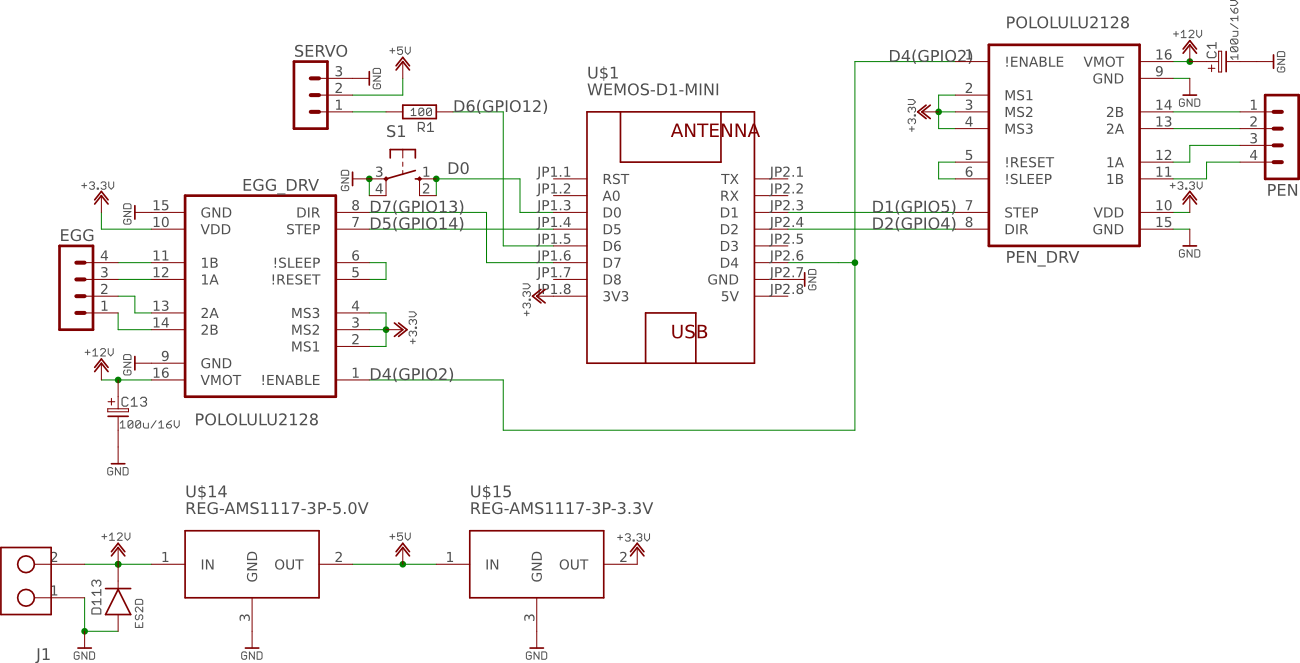 SERVO
3
2
1
GND
+5V
100
R1
D6(GPIO12)
S1
GND
3
4
1
2
D0
EGG_DRV
+3.3V
GND
15
10
GND
VDD
DIR
STEP
8
7
D7(GPIO13)
D5(GPIO14)
EGG
4
3
2
1
11
12
13
14
1B
1A
2A
2B
!SLEEP
!RESET
6
5
MS3
MS2
MS1
4
3
2
+3.3V
+12V
GND
9
16
GND
VMOT
!ENABLE
1
D4(GPIO2)
+
C13
100u/16V
GND
POLOLULU2128
U$1
WEMOS-D1-MINI
ANTENNA
JP1.1
JP1.2
JP1.3
JP1.4
JP1.5
JP1.6
JP1.7
JP1.8
+3.3V
RST
A0
D0
D5
D6
D7
D8
3V3
TX
RX
D1
D2
D3
D4
GND
5V
JP2.1
JP2.2
JP2.3
JP2.4
JP2.5
JP2.6
JP2.7
JP2.8
GND
USB
POLOLULU2128
D4(GPIO2)
1
!ENABLE
+3.3V
2
3
4
MS1
MS2
MS3
5
6
!RESET
!SLEEP
D1(GPIO5)
D2(GPIO4)
7
8
STEP
DIR
VMOT
GND
16
9
+12V
+
C1
100u/16V
GND
GND
2B
2A
1A
1B
14
13
12
11
1
2
3
4
PEN
+3.3V
VDD
GND
10
15
GND
PEN_DRV
2
1
J1
+12V
D113
ES2D
GND
U$14
REG-AMS1117-3P-5.0V
1
IN
GND
OUT
2
3
GND
+5V
U$15
REG-AMS1117-3P-3.3V
1
IN
GND
OUT
2
+3.3V
3
GND